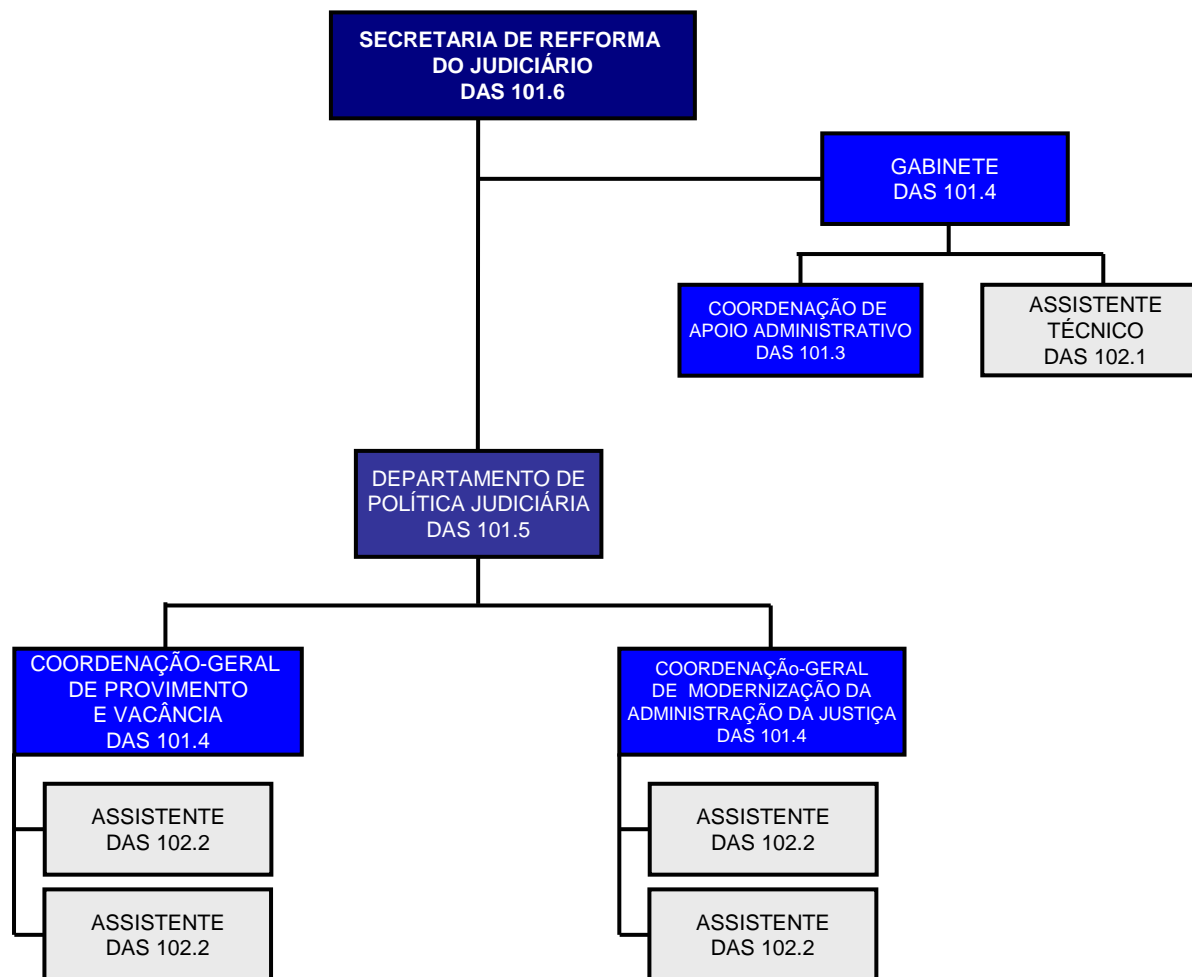 SECRETARIA DE REFFORMA
DO JUDICIÁRIO
DAS 101.6
GABINETE
DAS 101.4
COORDENAÇÃO DE
APOIO ADMINISTRATIVO
DAS 101.3
ASSISTENTE
TÉCNICO
DAS 102.1
DEPARTAMENTO DE
POLÍTICA JUDICIÁRIA
DAS 101.5
COORDENAÇÃO-GERAL
DE PROVIMENTO
E VACÂNCIA
DAS 101.4
COORDENAÇÃo-GERAL
DE MODERNIZAÇÃO DA
ADMINISTRAÇÃO DA JUSTIÇA
DAS 101.4
ASSISTENTE
DAS 102.2
ASSISTENTE
DAS 102.2
ASSISTENTE
DAS 102.2
ASSISTENTE
DAS 102.2